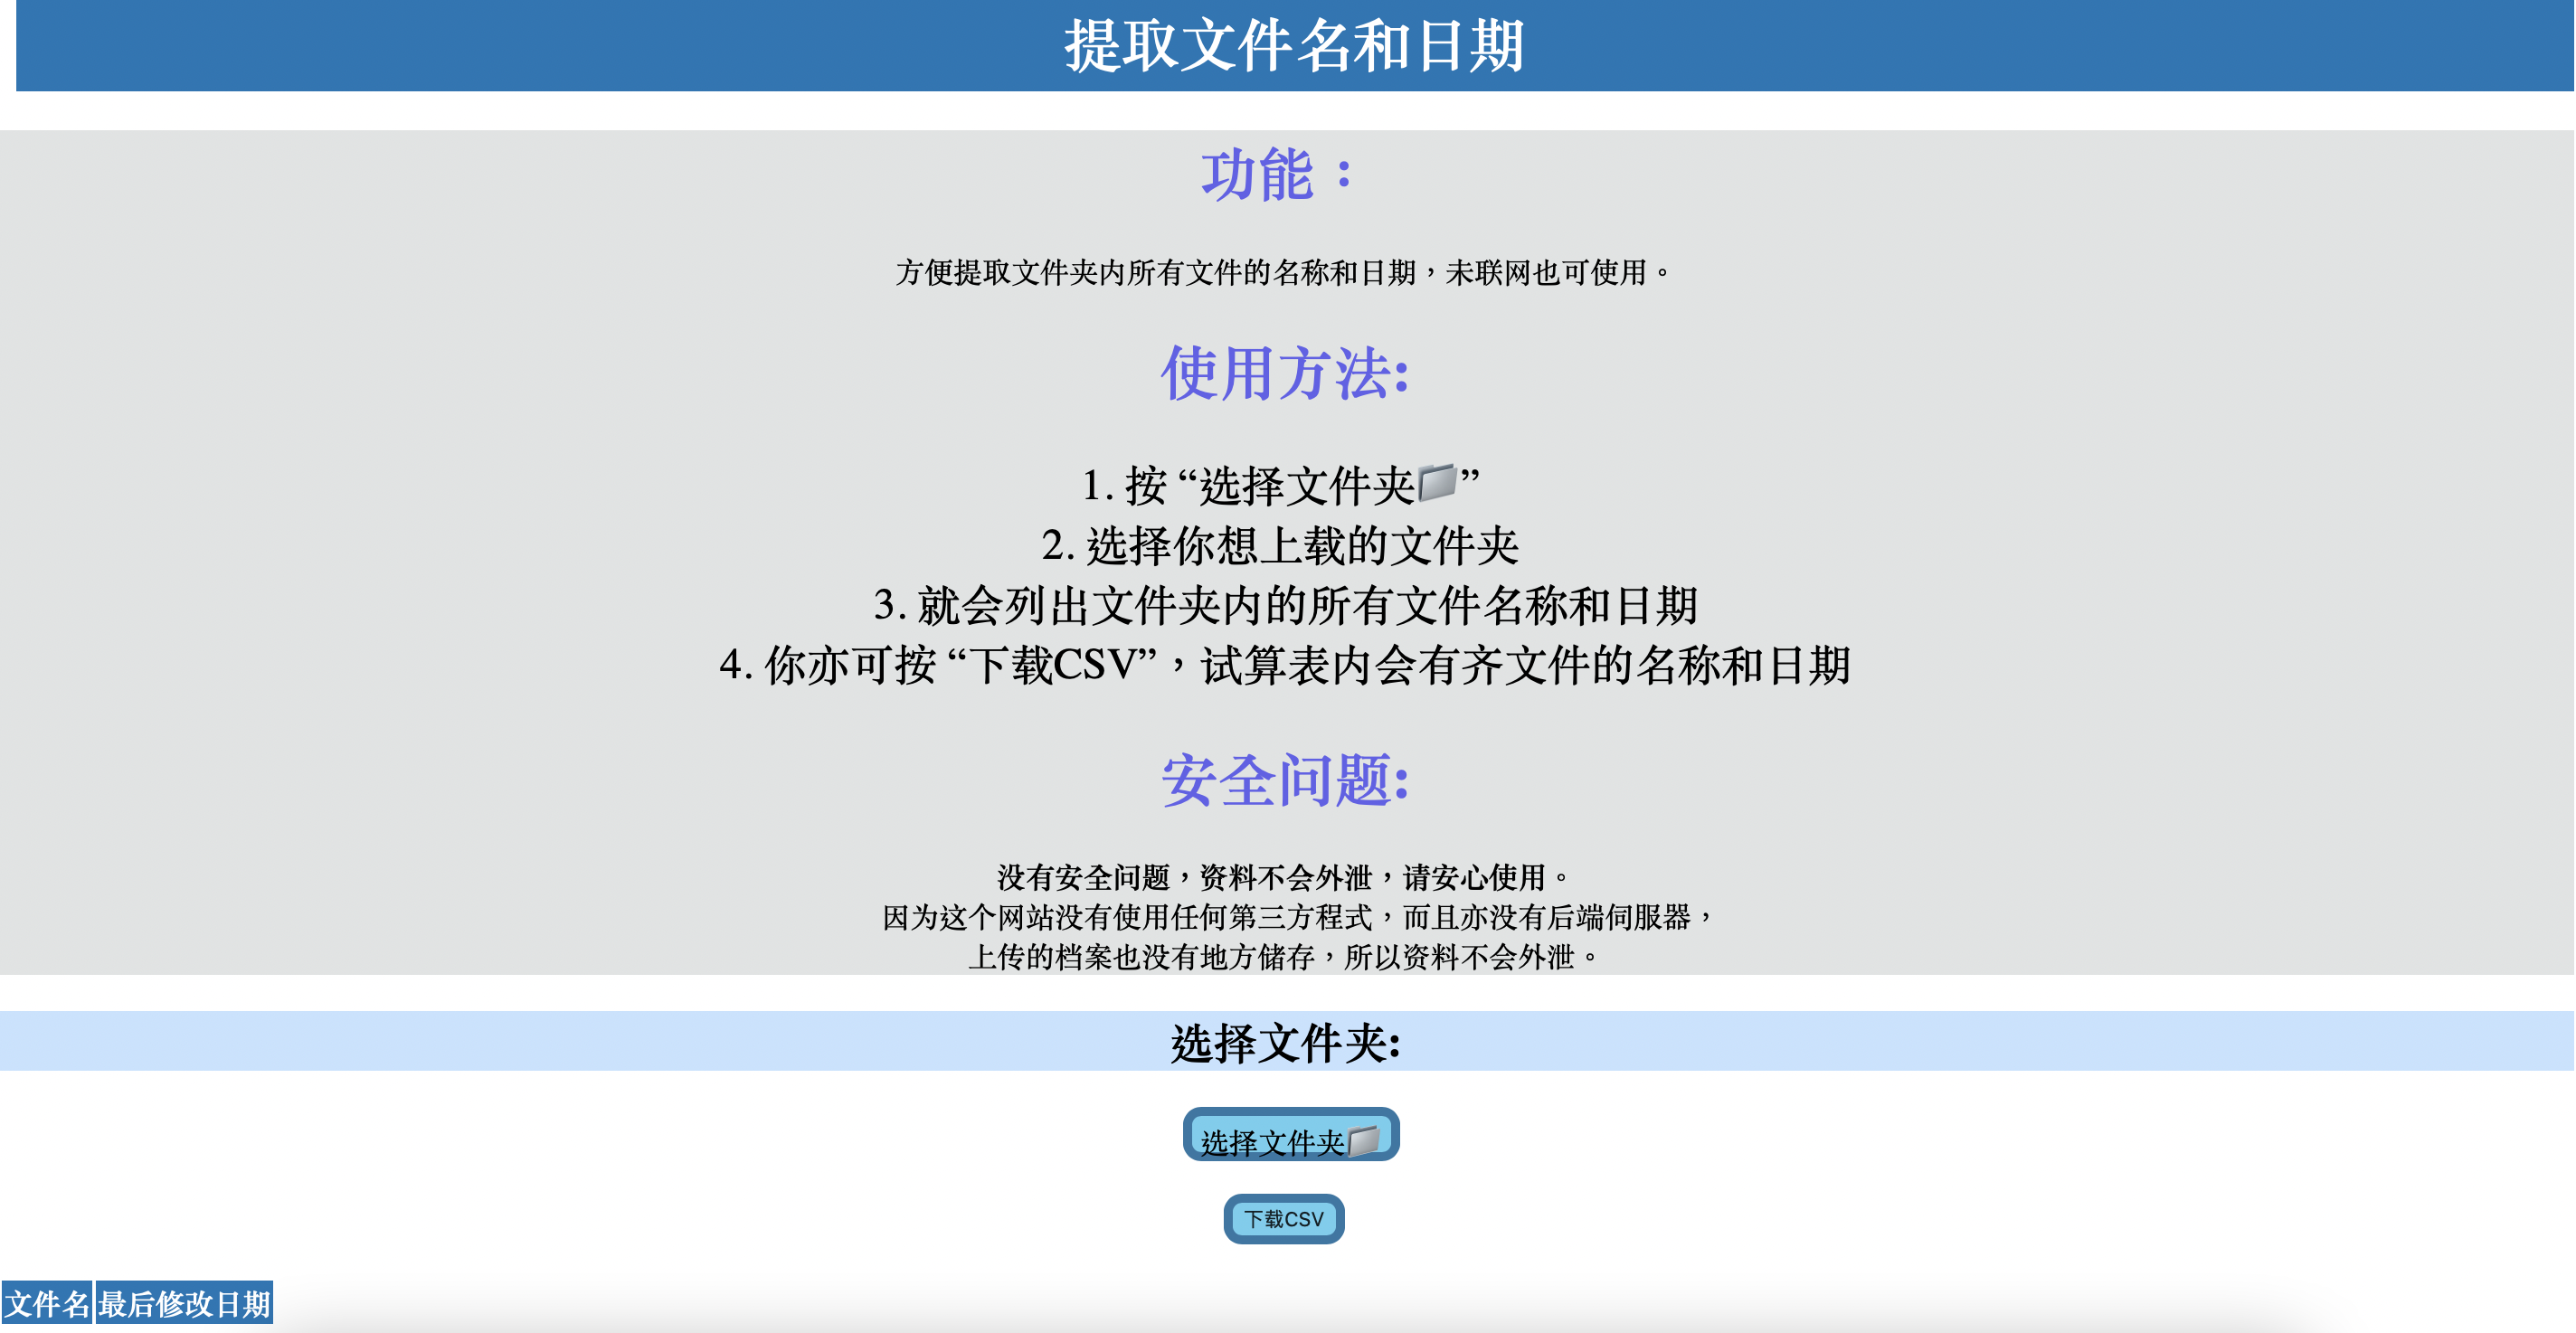 提取文件名和日期
功能：
方便提取文件夹内所有文件的名称和日期，未联网也可使用。
使用方法:
1. 按 “选择文件夹📁”
2. 选择你想上载的文件夹
3. 就会列出文件夹内的所有文件名称和日期
4. 你亦可按 “下载CSV”，试算表内会有齐文件的名称和日期
安全问题:
没有安全问题，资料不会外泄，请安心使用。
因为这个网站没有使用任何第三方程式，而且亦没有后端伺服器，
上传的档案也没有地方储存，所以资料不会外泄。
选择文件夹:
选择文件夹📁
下载CSV
文件名 最后修改日期